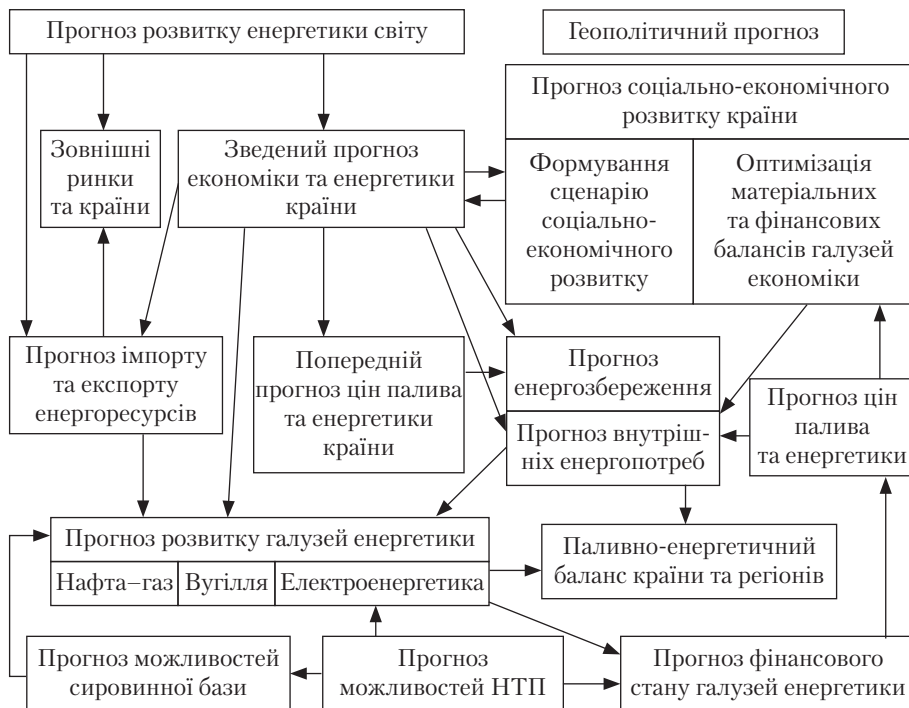 Прогноз розвитку енергетики світу
Геополітичний прогноз
Прогноз соціально-економічного
розвитку країни
Зовнішні
ринки
та країни
Зведений прогноз
економіки та енергетики
країни
Формування
сценарію
соціально-
економічного
розвитку
Оптимізація
матеріальних
та фінансових
балансів галузей
економіки
Прогноз імпорту
та експорту
енергоресурсів
Попередній
прогноз цін палива
та енергетики
країни
Прогноз
енергозбереження
Прогноз внутріш-
ніх енергопотреб
Прогноз цін
палива
та енергетики
Прогноз розвитку галузей енергетики
Нафта–газ
Вугілля
Електроенергетика
Паливно-енергетичний
баланс країни та регіонів
Прогноз можливостей
сировинної бази
Прогноз
можливостей НТП
Прогноз фінансового
стану галузей енергетики